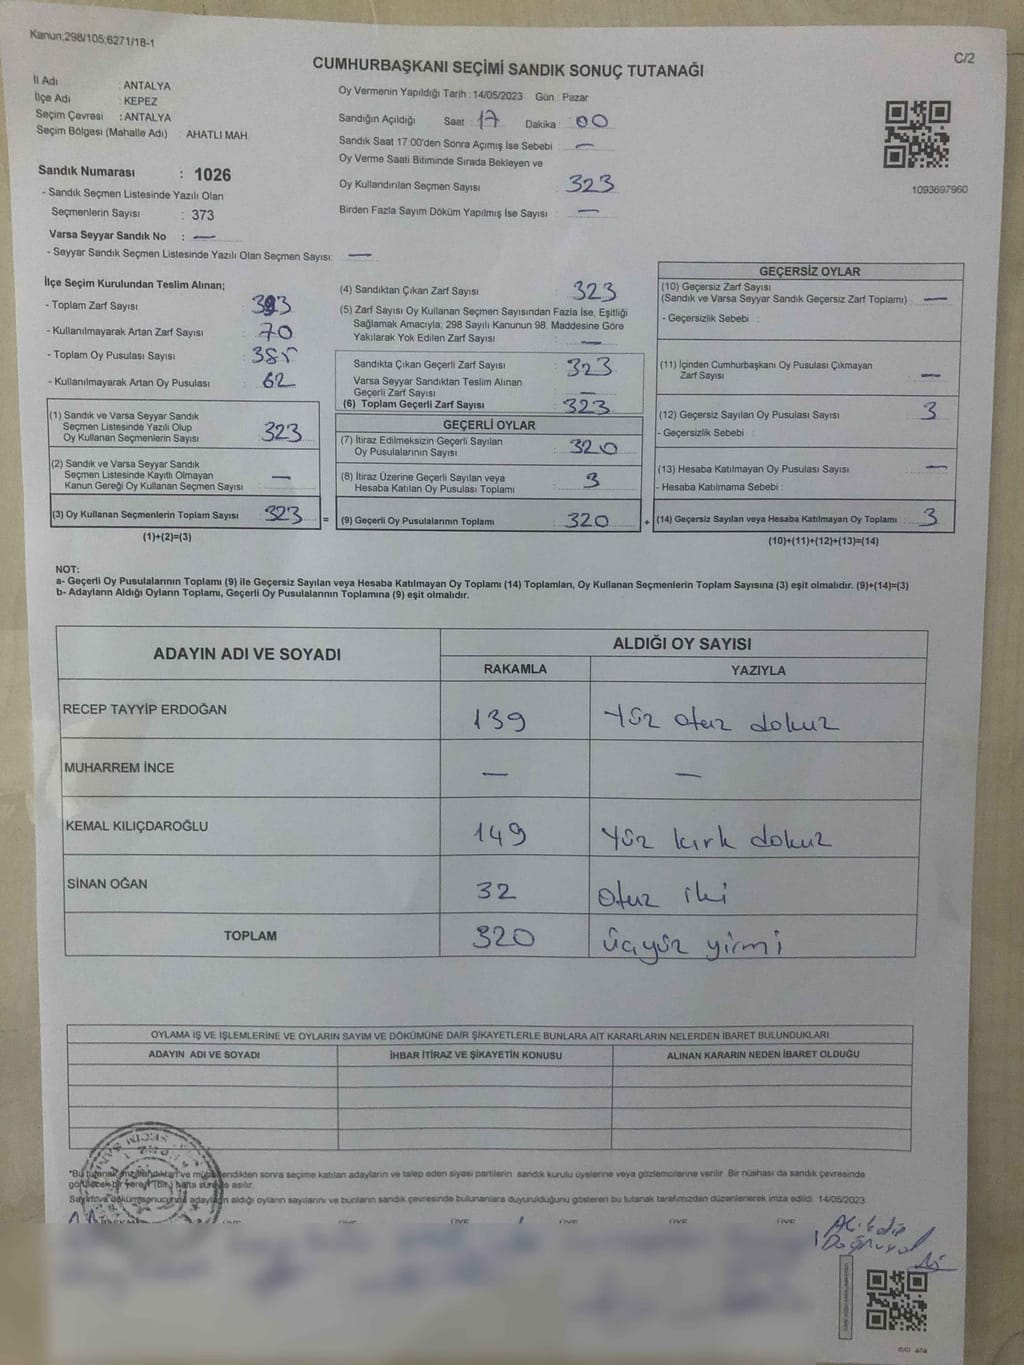 Kanun:298/105;6271/18-1
C/2
CUMHURBAŞKANI SEÇİMİ SANDIK SONUÇ TUTANAĞI
İl Adı : ANTALYA
İlçe Adı : KEPEZ
Seçim Çevresi : ANTALYA
Seçim Bölgesi (Mahalle Adı) : AHATLI MAH.
Sandık Numarası : 1026
- Sandık Seçmen Listesinde Yazılı Olan
Seçmenlerin Sayısı : 373
Varsa Seyyar Sandık No : —
- Seyyar Sandık Seçmen Listesinde Yazılı Olan Seçmen Sayısı: —
Oy Vermenin Yapıldığı Tarih : 14/05/2023 Gün : Pazar
Sandığın Açıldığı Saat : 17 Dakika : 00
Sandık Saat 17:00'den Sonra Açımış İse Sebebi : —
Oy Verme Saati Bitiminde Sırada Bekleyen ve
Oy Kullandırılan Seçmen Sayısı : 323
Birden Fazla Sayım Döküm Yapılmış İse Sayısı : —
1093697960
İlçe Seçim Kurulundan Teslim Alınan;
- Toplam Zarf Sayısı : 393
- Kullanılmayarak Artan Zarf Sayısı : 70
- Toplam Oy Pusulası Sayısı : 385
- Kullanılmayarak Artan Oy Pusulası : 62
(1) Sandık ve Varsa Seyyar Sandık
Seçmen Listesinde Yazılı Olup
Oy Kullanan Seçmenlerin Sayısı : 323
(2) Sandık ve Varsa Seyyar Sandık
Seçmen Listesinde Kayıtlı Olmayan
Kanun Gereği Oy Kullanan Seçmen Sayısı : —
(3) Oy Kullanan Seçmenlerin Toplam Sayısı : 323 =
(1)+(2)=(3)
(4) Sandıktan Çıkan Zarf Sayısı : 323
(5) Zarf Sayısı Oy Kullanan Seçmen Sayısından Fazla İse, Eşitliği
Sağlamak Amacıyla; 298 Sayılı Kanunun 98. Maddesine Göre
Yakılarak Yok Edilen Zarf Sayısı : —
Sandıkta Çıkan Geçerli Zarf Sayısı : 323
Varsa Seyyar Sandıktan Teslim Alınan
Geçerli Zarf Sayısı : —
(6) Toplam Geçerli Zarf Sayısı : 323
GEÇERLİ OYLAR
(7) İtiraz Edilmeksizin Geçerli Sayılan
Oy Pusulalarının Sayısı : 320
(8) İtiraz Üzerine Geçerli Sayılan veya
Hesaba Katılan Oy Pusulası Toplamı : 3
(9) Geçerli Oy Pusulalarının Toplamı : 320 +
GEÇERSİZ OYLAR
(10) Geçersiz Zarf Sayısı
(Sandık ve Varsa Seyyar Sandık Geçersiz Zarf Toplamı) : —
- Geçersizlik Sebebi :
(11) İçinden Cumhurbaşkanı Oy Pusulası Çıkmayan
Zarf Sayısı : —
(12) Geçersiz Sayılan Oy Pusulası Sayısı : 3
- Geçersizlik Sebebi :
(13) Hesaba Katılmayan Oy Pusulası Sayısı : —
- Hesaba Katılmama Sebebi :
(14) Geçersiz Sayılan veya Hesaba Katılmayan Oy Toplamı : 3
(10)+(11)+(12)+(13)=(14)
NOT:
a- Geçerli Oy Pusulalarının Toplamı (9) ile Geçersiz Sayılan veya Hesaba Katılmayan Oy Toplamı (14) Toplamları, Oy Kullanan Seçmenlerin Toplam Sayısına (3) eşit olmalıdır. (9)+(14)=(3)
b- Adayların Aldığı Oyların Toplamı, Geçerli Oy Pusulalarının Toplamına (9) eşit olmalıdır.
ADAYIN ADI VE SOYADI
ALDIĞI OY SAYISI
RAKAMLA YAZIYLA
RECEP TAYYİP ERDOĞAN 139 Yüz otuz dokuz
MUHARREM İNCE — —
KEMAL KILIÇDAROĞLU 149 Yüz kırk dokuz
SİNAN OĞAN 32 otuz iki
TOPLAM 320 üçyüz yirmi
OYLAMA İŞ VE İŞLEMLERİNE VE OYLARIN SAYIM VE DÖKÜMÜNE DAİR ŞİKAYETLERLE BUNLARA AİT KARARLARIN NELERDEN İBARET BULUNDUKLARI
ADAYIN ADI VE SOYADI İHBAR İTİRAZ VE ŞİKAYETİN KONUSU ALINAN KARARIN NEDEN İBARET OLDUĞU
sonra seçime katılan adayların ve talep eden siyasi partilerin sandık kurulu üyelerine veya gözlemcilerine verilir. Bir nüshası da sandık çevresinde
asılır.
aldığı oyların sayılarını ve bunların sandık çevresinde bulunanlara duyurulduğunu gösteren bu tutanak tarafımızdan düzenlenerek imza edildi. 14/05/2023
ÜYE ÜYE ÜYE ÜYE ÜYE